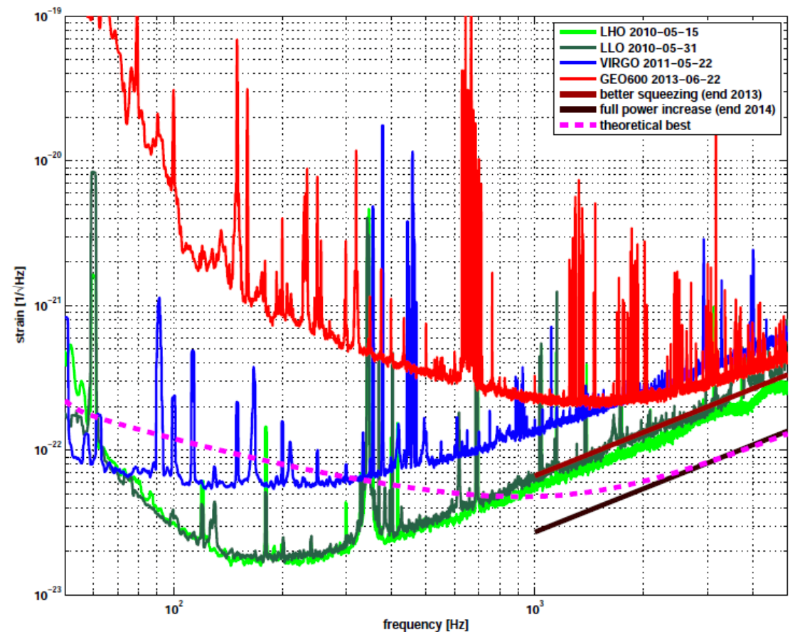 10^-19
10^-20
10^-21
10^-22
10^-23
strain [1/√Hz]
LHO 2010-05-15
LLO 2010-05-31
VIRGO 2011-05-22
GEO600 2013-06-22
better squeezing (end 2013)
full power increase (end 2014)
theoretical best
10^2
10^3
frequency [Hz]